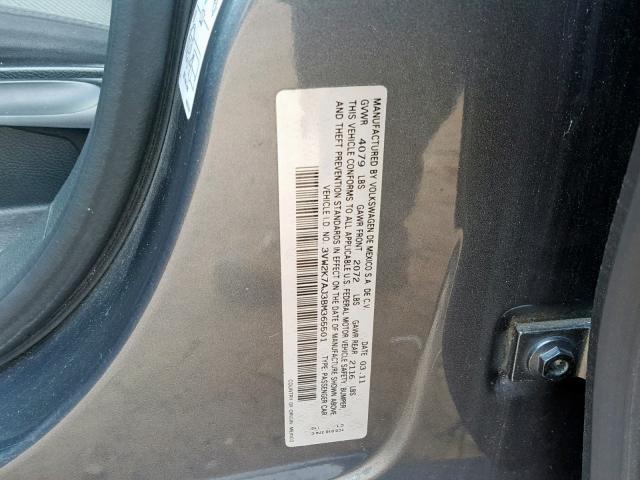 MANUFACTURED BY VOLKSWAGEN DE MEXICO S.A. DE C.V. DATE 03.11
GVWR 4079 LBS GAWR FRONT 2072 LBS GAWR REAR 2116 LBS
THIS VEHICLE CONFORMS TO ALL APPLICABLE U.S. FEDERAL MOTOR VEHICLE SAFETY, BUMPER
AND THEFT PREVENTION STANDARDS IN EFFECT ON THE DATE OF MANUFACTURE SHOWN ABOVE
VEHICLE I.D. NO. 3VW2K7AJ3BM365501 TYPE: PASSENGER CAR
COUNTRY OF ORIGIN: MEXICO